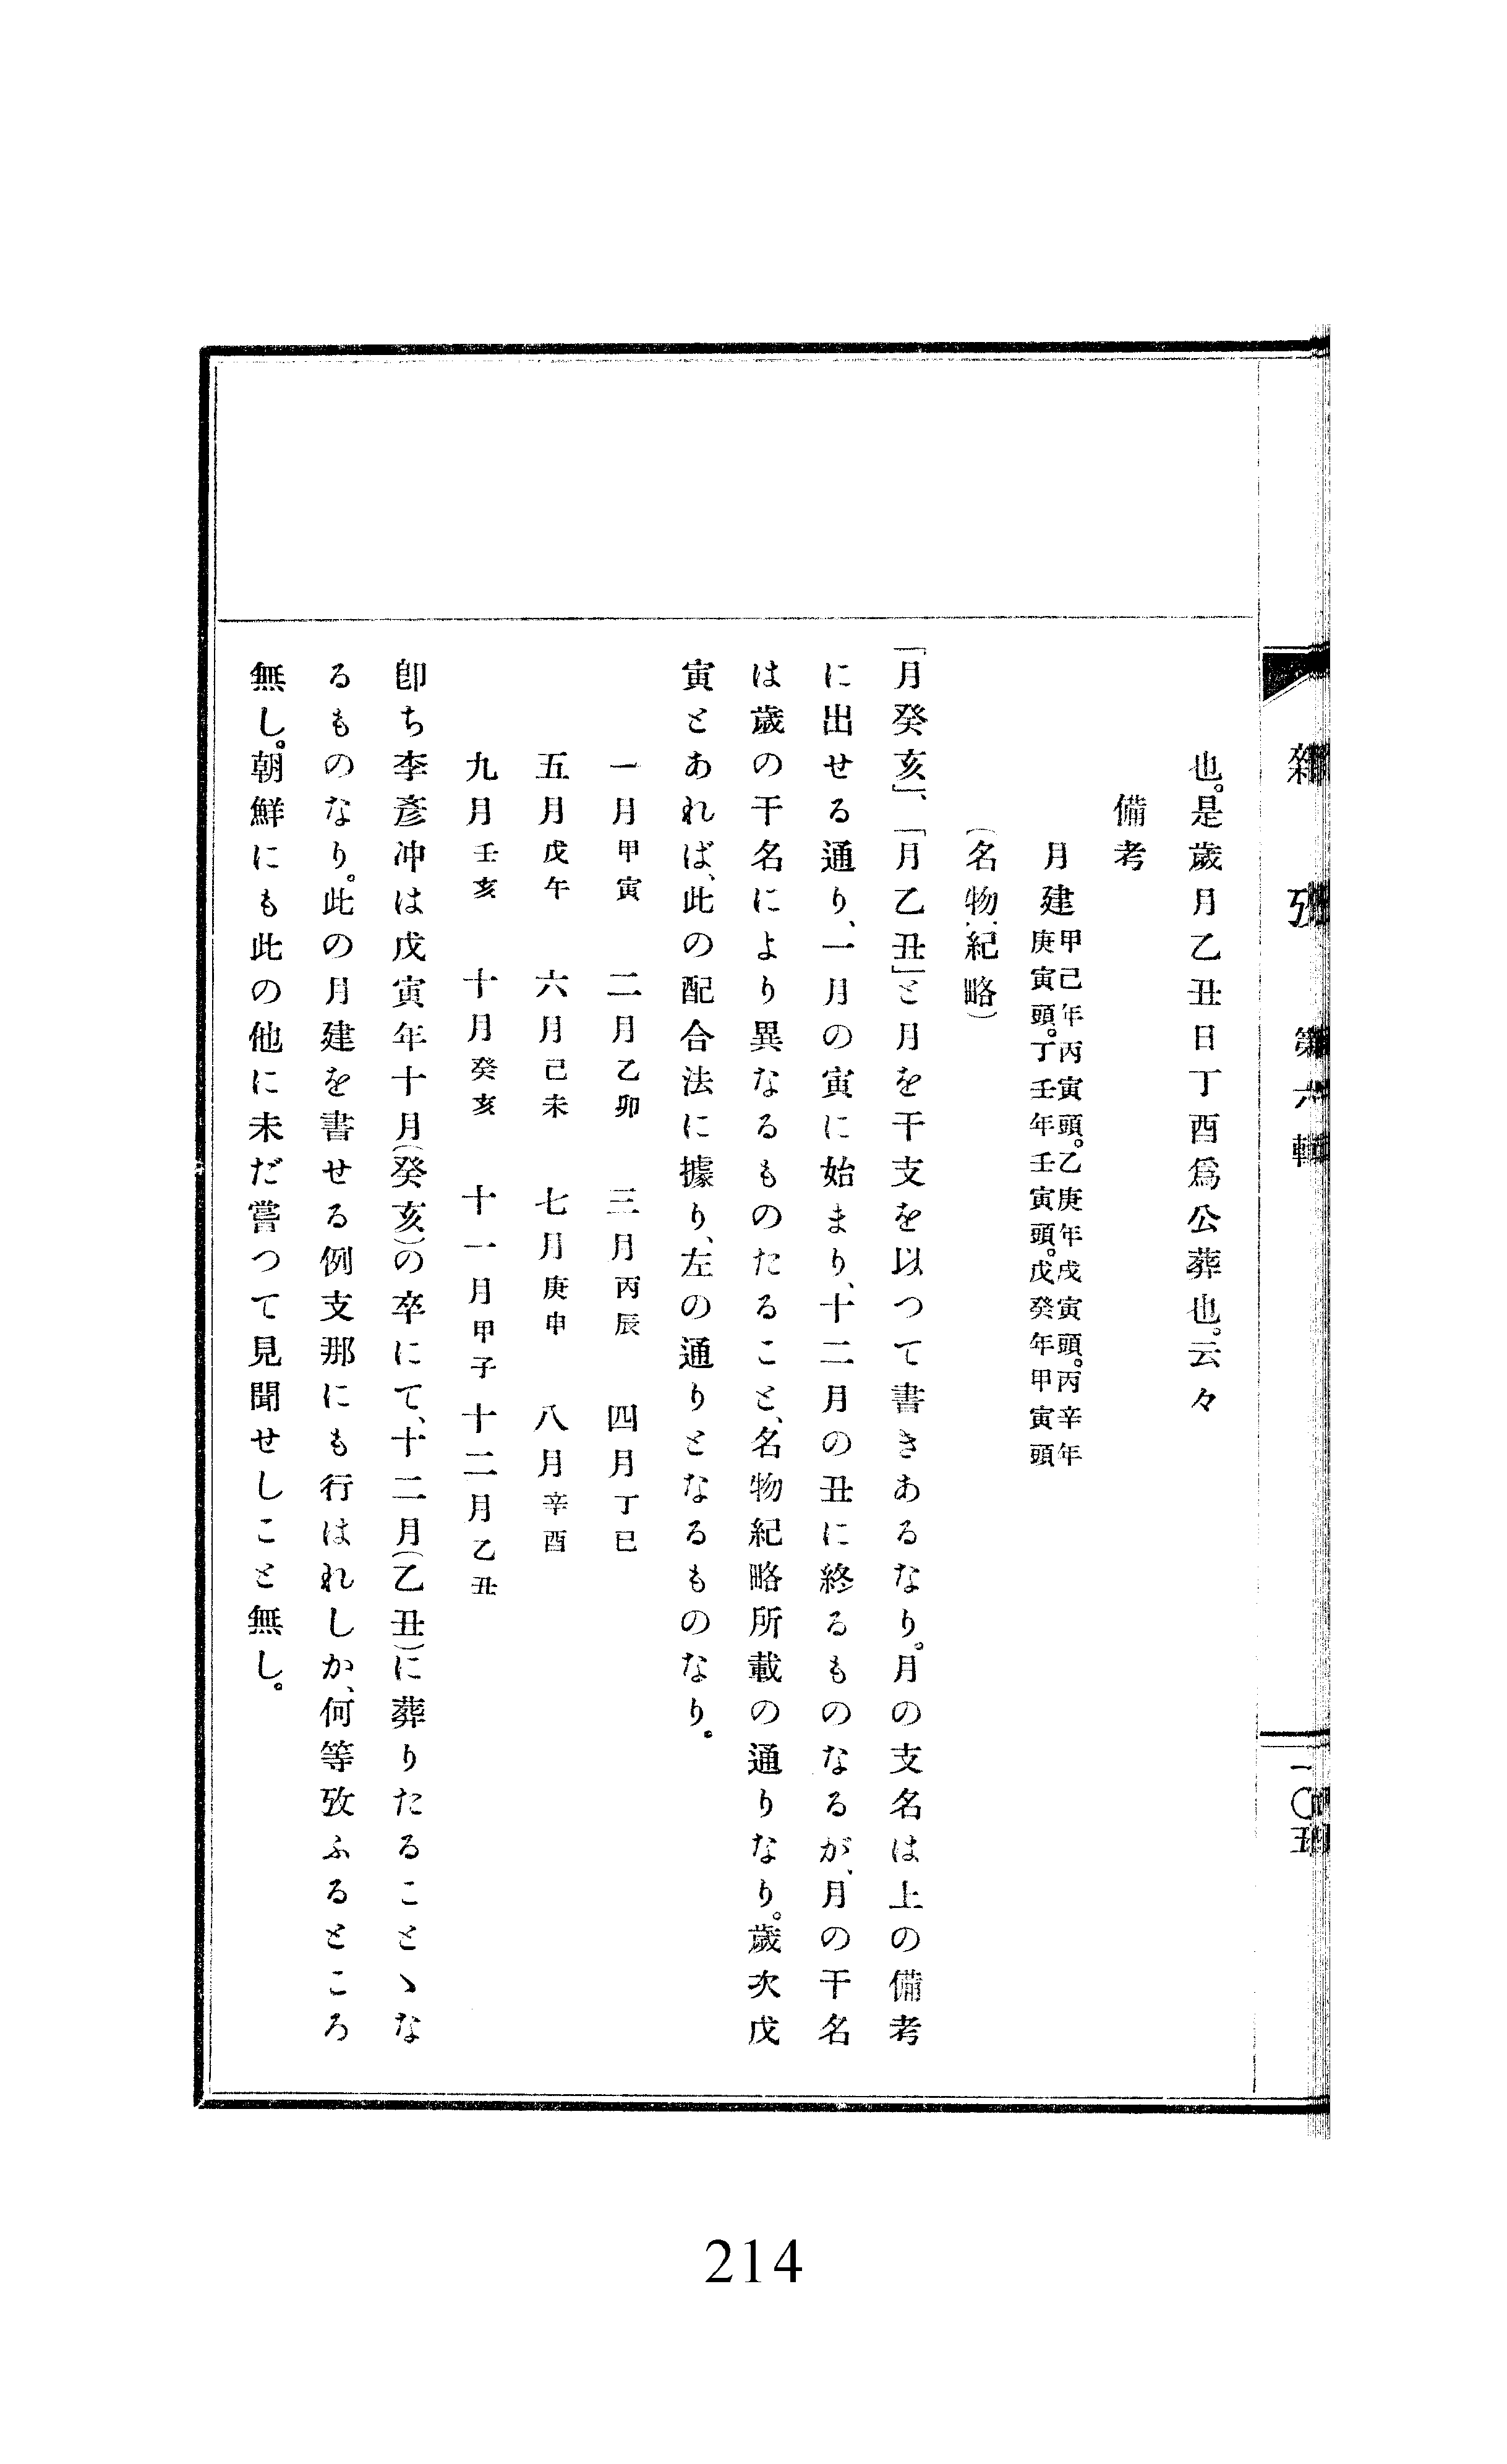 雜攷 第六輯
一〇五
也。是歲月乙丑日丁酉爲公葬也。云々
備考
月建
甲己年丙寅頭。乙庚年戌寅頭。丙辛年
庚寅頭。丁壬年壬寅頭。戊癸年甲寅頭
（名物、紀略）
「月癸亥」、「月乙丑」と月を干支を以つて書きあるなり。月の支名は上の備考
に出せる通り、一月の寅に始まり、十二月の丑に終るものなるが、月の干名
は歲の干名により異なるものたること、名物紀略所載の通りなり。歲次戊
寅とあれば、此の配合法に據り、左の通りとなるものなり。
一月甲寅 二月乙卯 三月丙辰 四月丁巳
五月戊午 六月己未 七月庚申 八月辛酉
九月壬亥 十月癸亥 十一月甲子 十二月乙丑
卽ち李彥冲は戊寅年十月（癸亥）の卒にて、十二月（乙丑）に葬りたることゝな
るものなり。此の月建を書せる例支那にも行はれしか、何等攷ふるところ
無し。朝鮮にも此の他に未だ嘗つて見聞せしこと無し。
214